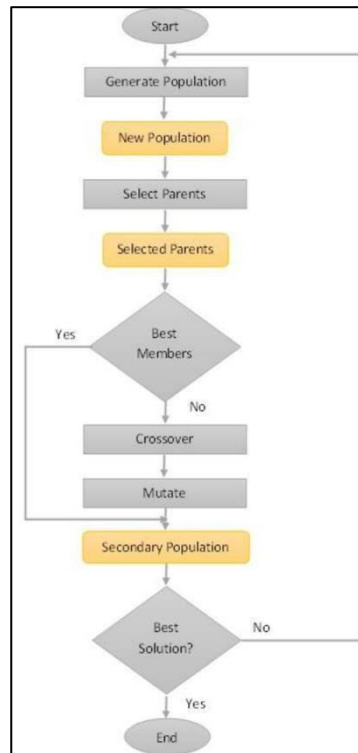 Start
Generate Population
New Population
Select Parents
Selected Parents
Best
Members
Yes
No
Crossover
Mutate
Secondary Population
Best
Solution?
No
Yes
End